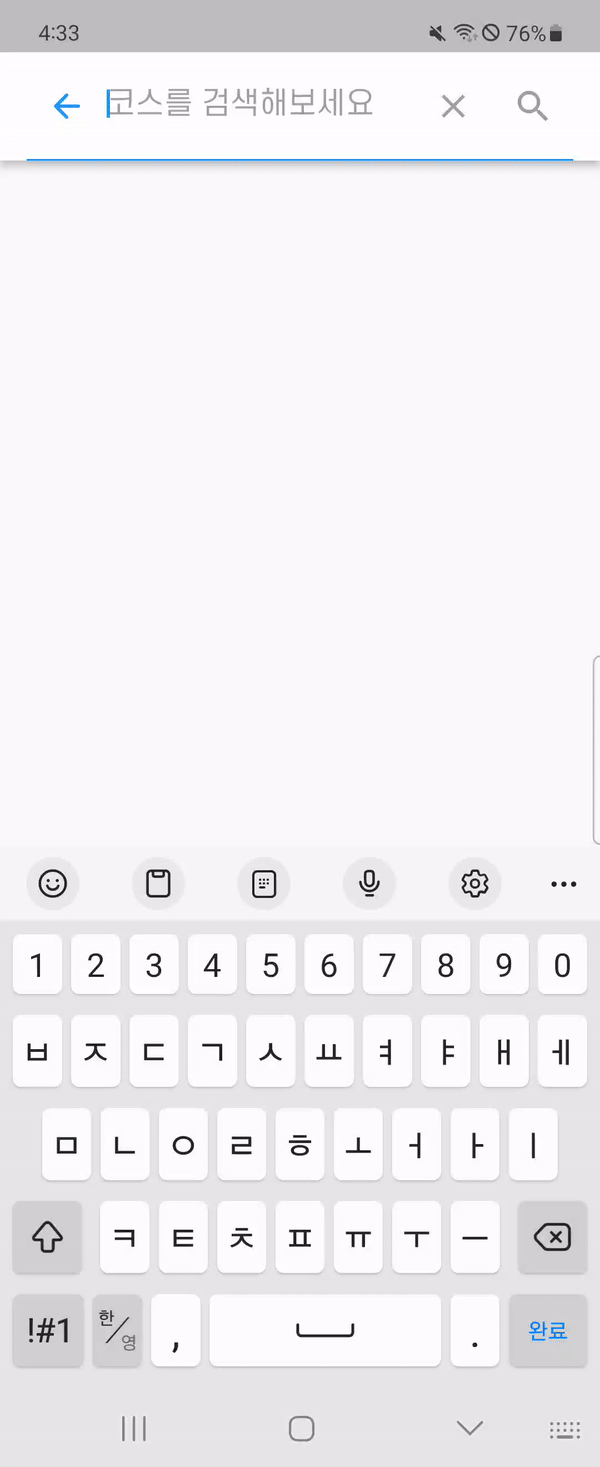 4:33 76%
코스를 검색해보세요
1 2 3 4 5 6 7 8 9 0
ㅂ ㅈ ㄷ ㄱ ㅅ ㅛ ㅕ ㅑ ㅐ ㅔ
ㅁ ㄴ ㅇ ㄹ ㅎ ㅗ ㅓ ㅏ ㅣ
ㅋ ㅌ ㅊ ㅍ ㅠ ㅜ ㅡ
!#1 한/영 , . 완료